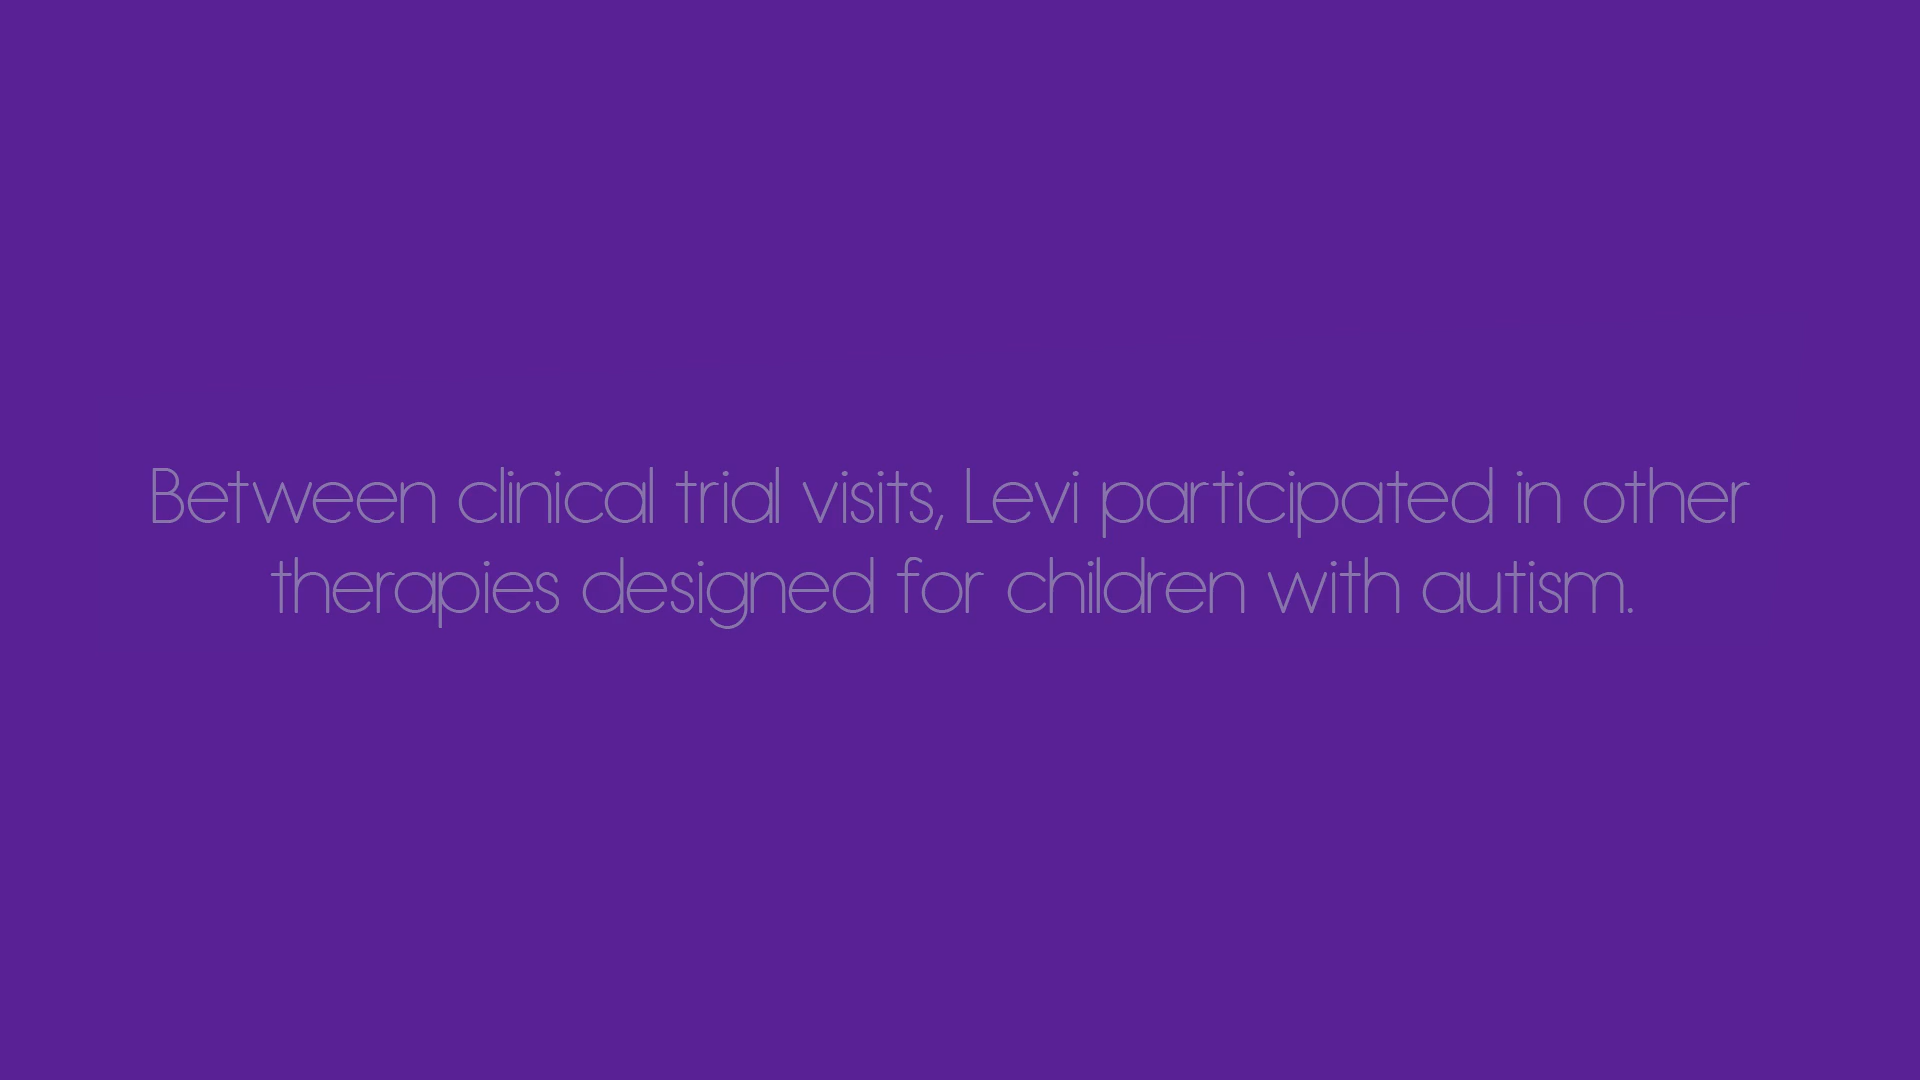 Between clinical trial visits, Levi participated in other
therapies designed for children with autism.